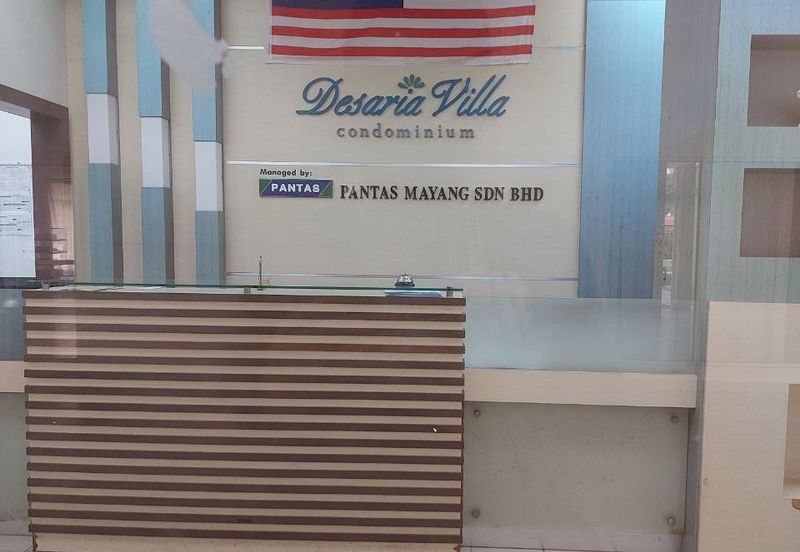 Desaria Villa
condominium
Managed by:
PANTAS PANTAS MAYANG SDN BHD